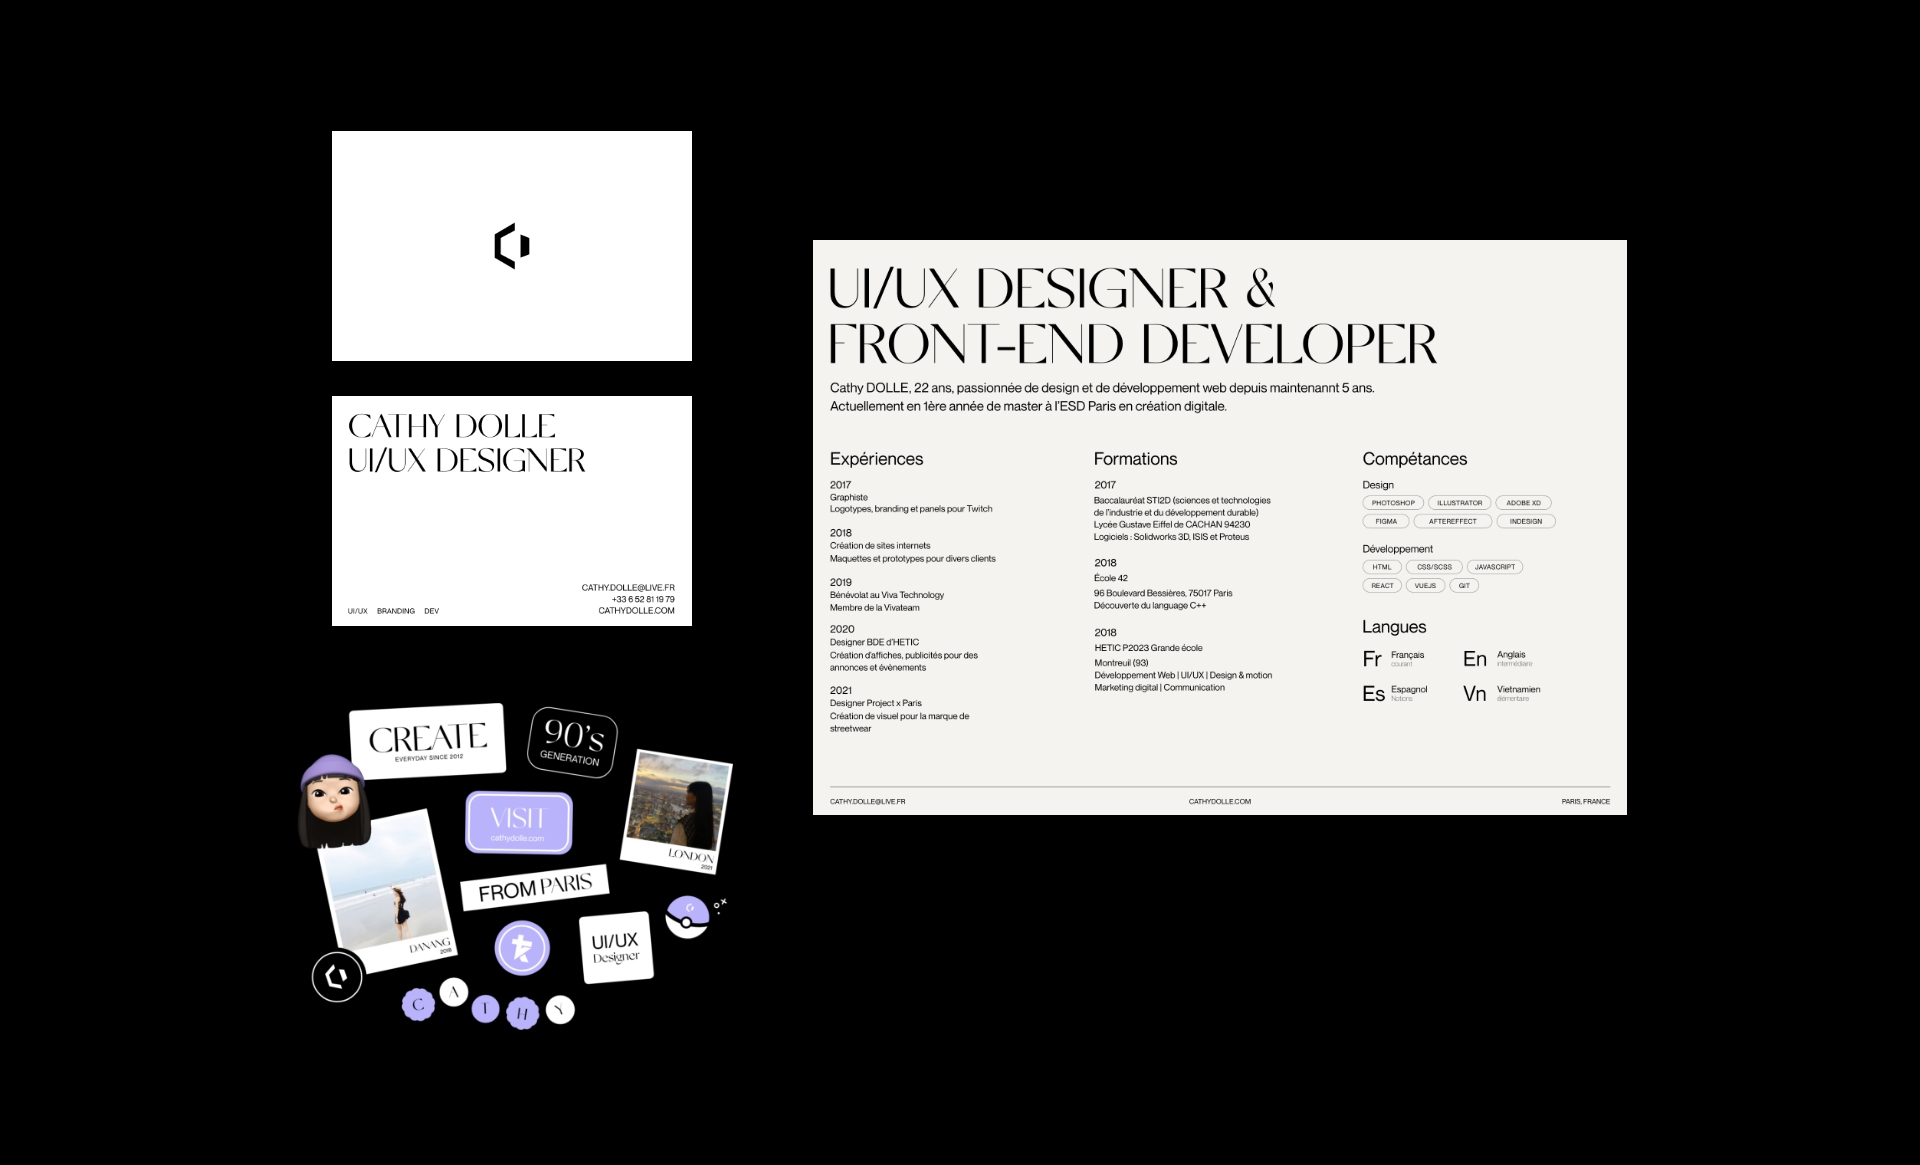 CATHY DOLLE
UI/UX DESIGNER
CATHY.DOLLE@LIVE.FR
+33 6 52 81 19 79
UI/UX BRANDING DEV
CATHYDOLLE.COM
CREATE
EVERYDAY SINCE 2012
90's
GENERATION
VISIT
cathydolle.com
LONDON
2021
FROM PARIS
DANANG
2018
UI/UX
Designer
C A T H Y
UI/UX DESIGNER &
FRONT-END DEVELOPER
Cathy DOLLE, 22 ans, passionnée de design et de développement web depuis maintenannt 5 ans.
Actuellement en 1ère année de master à l'ESD Paris en création digitale.
Expériences
2017
Graphiste
Logotypes, branding et panels pour Twitch
2018
Création de sites internets
Maquettes et prototypes pour divers clients
2019
Bénévolat au Viva Technology
Membre de la Vivateam
2020
Designer BDE d'HETIC
Création d'affiches, publicités pour des
annonces et évènements
2021
Designer Project x Paris
Création de visuel pour la marque de
streetwear
Formations
2017
Baccalauréat STI2D (sciences et technologies
de l'industrie et du développement durable)
Lycée Gustave Eiffel de CACHAN 94230
Logiciels : Solidworks 3D, ISIS et Proteus
2018
École 42
96 Boulevard Bessières, 75017 Paris
Découverte du language C++
2018
HETIC P2023 Grande école
Montreuil (93)
Développement Web | UI/UX | Design & motion
Marketing digital | Communication
Compétances
Design
PHOTOSHOP ILLUSTRATOR ADOBE XD
FIGMA AFTEREFFECT INDESIGN
Développement
HTML CSS/SCSS JAVASCRIPT
REACT VUEJS GIT
Langues
Fr Français
courant
En Anglais
intermédiaire
Es Espagnol
Notions
Vn Vietnamien
élémentaire
CATHY.DOLLE@LIVE.FR CATHYDOLLE.COM PARIS, FRANCE